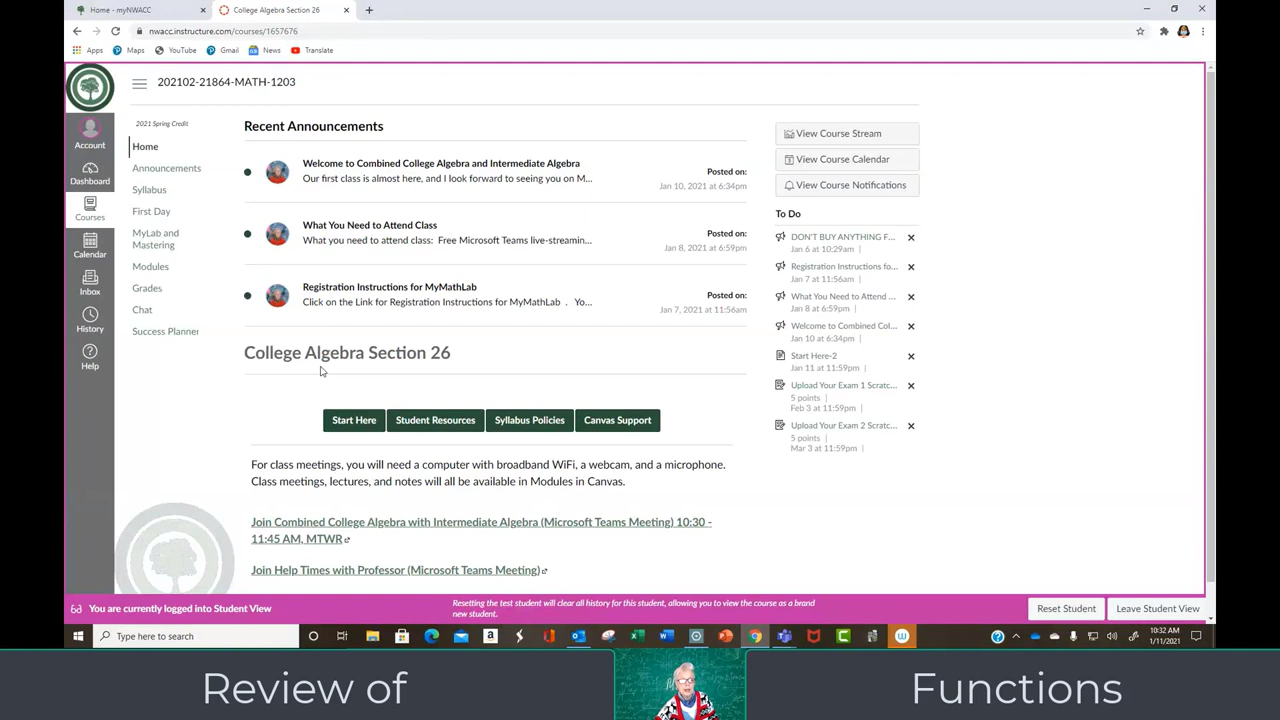 Home - myNWACC
College Algebra Section 26
nwacc.instructure.com/courses/1657676
Apps
Maps
YouTube
Gmail
News
Translate
202102-21864-MATH-1203
Account
Dashboard
Courses
Calendar
Inbox
History
Help
2021 Spring Credit
Home
Announcements
Syllabus
First Day
MyLab and
Mastering
Modules
Grades
Chat
Success Planner
Recent Announcements
Welcome to Combined College Algebra and Intermediate Algebra
Our first class is almost here, and I look forward to seeing you on M...
Posted on:
Jan 10, 2021 at 6:34pm
What You Need to Attend Class
What you need to attend class: Free Microsoft Teams live-streamin...
Posted on:
Jan 8, 2021 at 6:59pm
Registration Instructions for MyMathLab
Click on the Link for Registration Instructions for MyMathLab . Yo...
Posted on:
Jan 7, 2021 at 11:56am
College Algebra Section 26
Start Here
Student Resources
Syllabus Policies
Canvas Support
For class meetings, you will need a computer with broadband WiFi, a webcam, and a microphone.
Class meetings, lectures, and notes will all be available in Modules in Canvas.
Join Combined College Algebra with Intermediate Algebra (Microsoft Teams Meeting) 10:30 -
11:45 AM, MTWR
Join Help Times with Professor (Microsoft Teams Meeting)
View Course Stream
View Course Calendar
View Course Notifications
To Do
DON'T BUY ANYTHING F...
Jan 6 at 10:29am |
Registration Instructions fo...
Jan 7 at 11:56am |
What You Need to Attend ...
Jan 8 at 6:59pm |
Welcome to Combined Col...
Jan 10 at 6:34pm |
Start Here-2
Jan 11 at 11:59pm |
Upload Your Exam 1 Scratc...
5 points |
Feb 3 at 11:59pm |
Upload Your Exam 2 Scratc...
5 points |
Mar 3 at 11:59pm |
You are currently logged into Student View
Resetting the test student will clear all history for this student, allowing you to view the course as a brand
new student.
Reset Student
Leave Student View
Type here to search
10:32 AM
1/11/2021
Review of
Functions